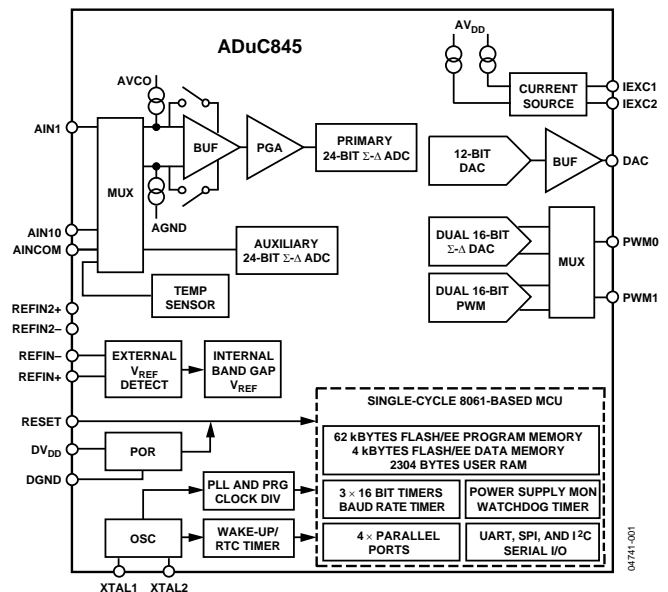 ADuC845
AVCO
AIN1
MUX
BUF
PGA
PRIMARY
24-BIT Σ-Δ ADC
AGND
AIN10
AINCOM
AUXILIARY
24-BIT Σ-Δ ADC
TEMP
SENSOR
REFIN2+
REFIN2–
REFIN–
REFIN+
EXTERNAL
VREF
DETECT
INTERNAL
BAND GAP
VREF
RESET
DVDD
DGND
POR
PLL AND PRG
CLOCK DIV
OSC
WAKE-UP/
RTC TIMER
XTAL1
XTAL2
AVDD
CURRENT
SOURCE
IEXC1
IEXC2
12-BIT
DAC
BUF
DAC
DUAL 16-BIT
Σ-Δ DAC
DUAL 16-BIT
PWM
MUX
PWM0
PWM1
SINGLE-CYCLE 8061-BASED MCU
62 kBYTES FLASH/EE PROGRAM MEMORY
4 kBYTES FLASH/EE DATA MEMORY
2304 BYTES USER RAM
3 × 16 BIT TIMERS
BAUD RATE TIMER
POWER SUPPLY MON
WATCHDOG TIMER
4 × PARALLEL
PORTS
UART, SPI, AND I2C
SERIAL I/O
04741-001